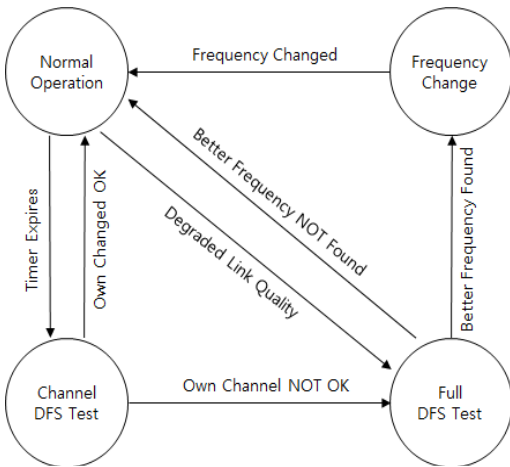 Normal
Operation
Frequency Changed
Frequency
Change
Better Frequency NOT Found
Degraded Link Quality
Timer Expires
Own Changed OK
Better Frequency Found
Channel
DFS Test
Own Channel NOT OK
Full
DFS Test